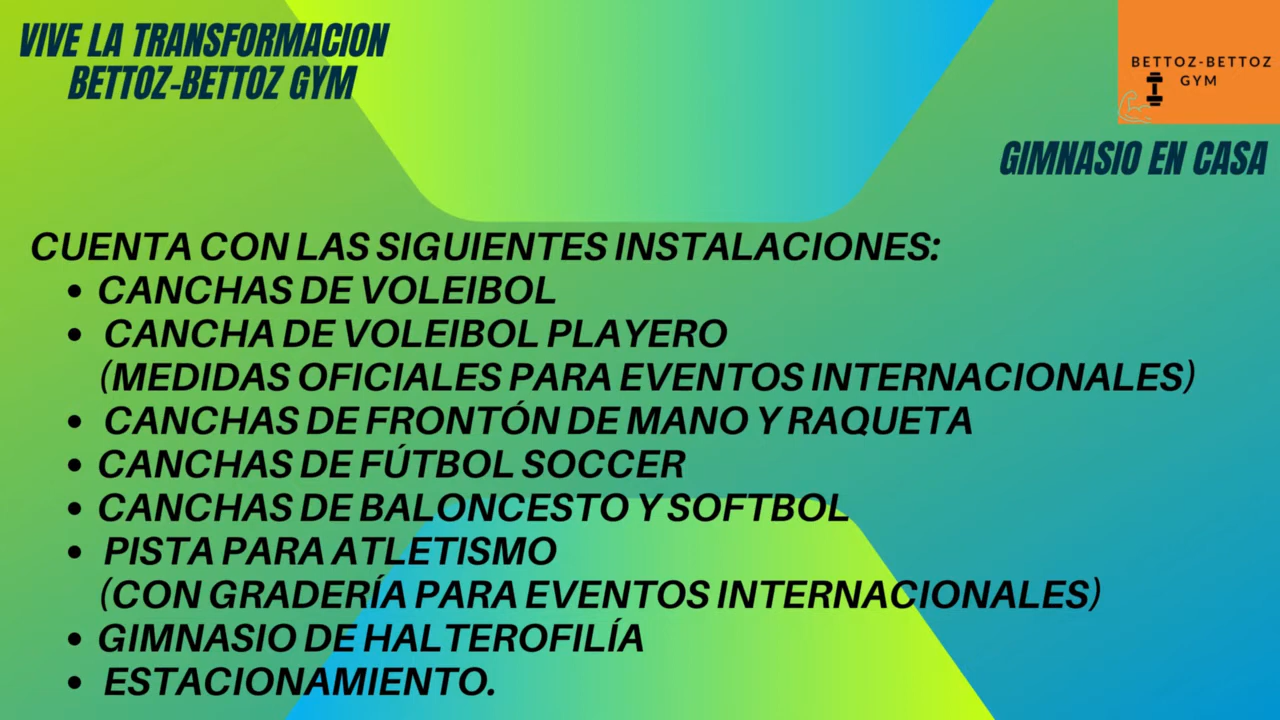 VIVE LA TRANSFORMACION
BETTOZ-BETTOZ GYM
BETTOZ-BETTOZ
GYM
GIMNASIO EN CASA
CUENTA CON LAS SIGUIENTES INSTALACIONES:
• CANCHAS DE VOLEIBOL
• CANCHA DE VOLEIBOL PLAYERO
(MEDIDAS OFICIALES PARA EVENTOS INTERNACIONALES)
• CANCHAS DE FRONTÓN DE MANO Y RAQUETA
• CANCHAS DE FÚTBOL SOCCER
• CANCHAS DE BALONCESTO Y SOFTBOL
• PISTA PARA ATLETISMO
(CON GRADERÍA PARA EVENTOS INTERNACIONALES)
• GIMNASIO DE HALTEROFILÍA
• ESTACIONAMIENTO.